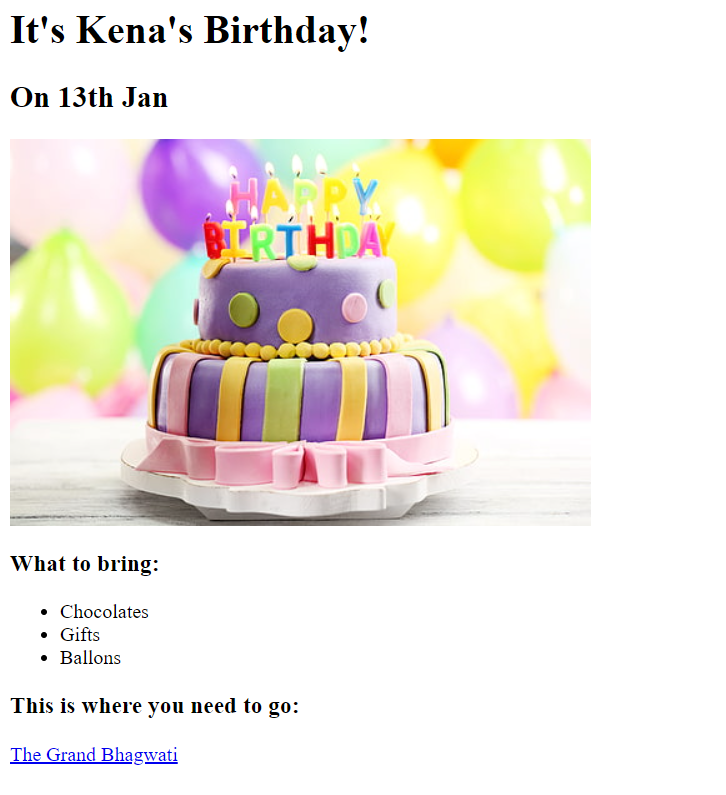 It's Kena's Birthday!
On 13th Jan
HAPPY
BIRTHDAY
What to bring:
Chocolates
Gifts
Ballons
This is where you need to go:
The Grand Bhagwati